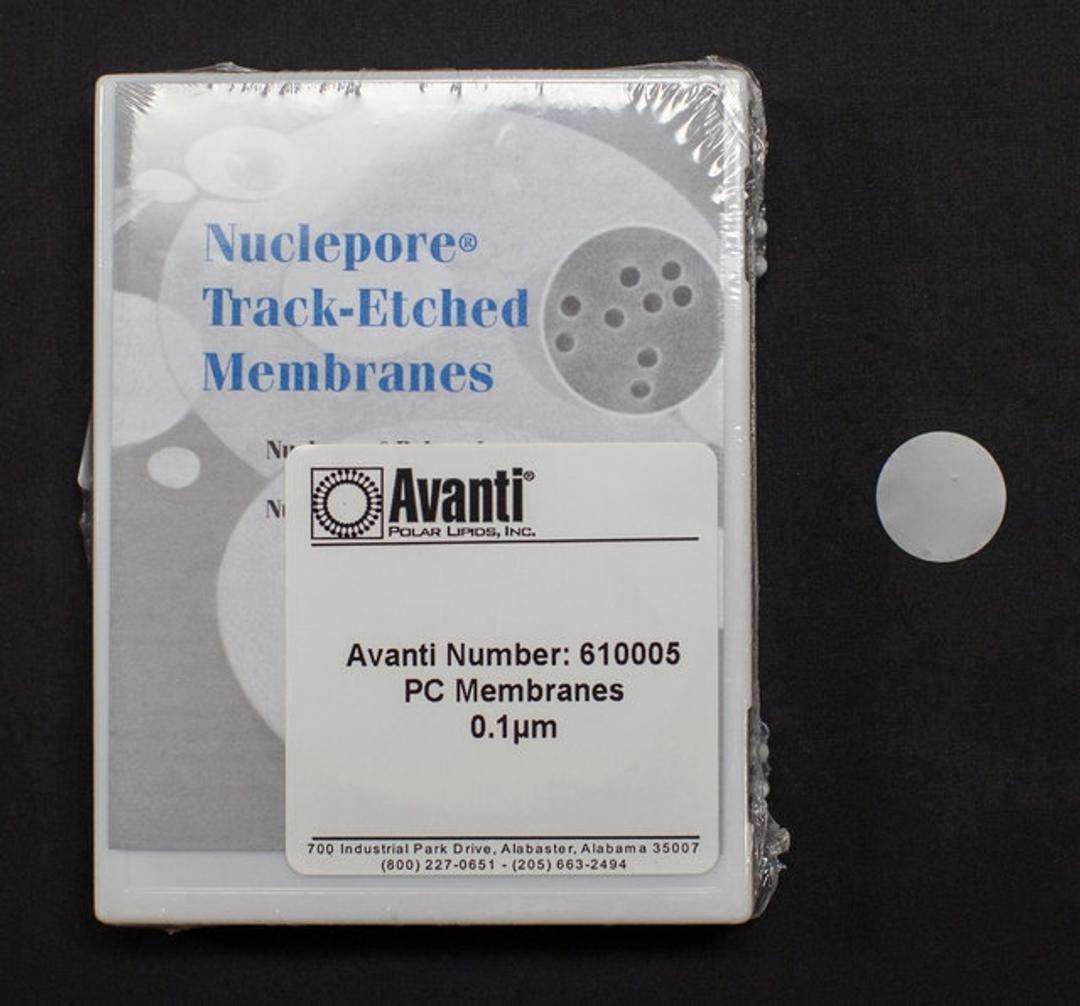 Nuclepore®
Track-Etched
Membranes
Avanti®
POLAR LIPIDS, INC.
Avanti Number: 610005
PC Membranes
0.1µm
700 Industrial Park Drive, Alabaster, Alabama 35007
(800) 227-0651 - (205) 663-2494